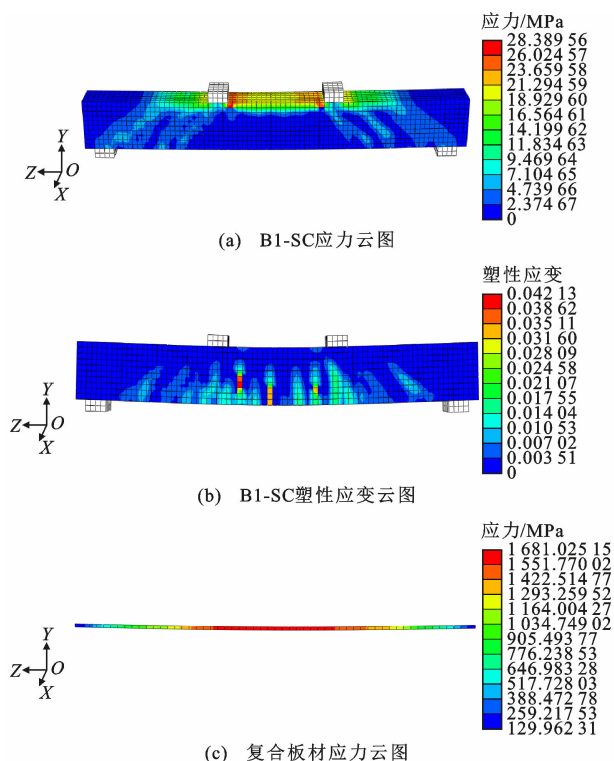 应力/MPa
28.389 56
26.024 57
23.659 58
21.294 59
18.929 60
16.564 61
14.199 62
11.834 63
9.469 64
7.104 65
4.739 66
2.374 67
0
Y
Z
O
X
(a) B1-SC应力云图
塑性应变
0.042 13
0.038 62
0.035 11
0.031 60
0.028 09
0.024 58
0.021 07
0.017 55
0.014 04
0.010 53
0.007 02
0.003 51
0
Y
Z
O
X
(b) B1-SC塑性应变云图
应力/MPa
1 681.025 15
1 551.770 02
1 422.514 77
1 293.259 52
1 164.004 27
1 034.749 02
905.493 77
776.238 53
646.983 28
517.728 03
388.472 78
259.217 53
129.962 31
Y
Z
O
X
(c) 复合板材应力云图